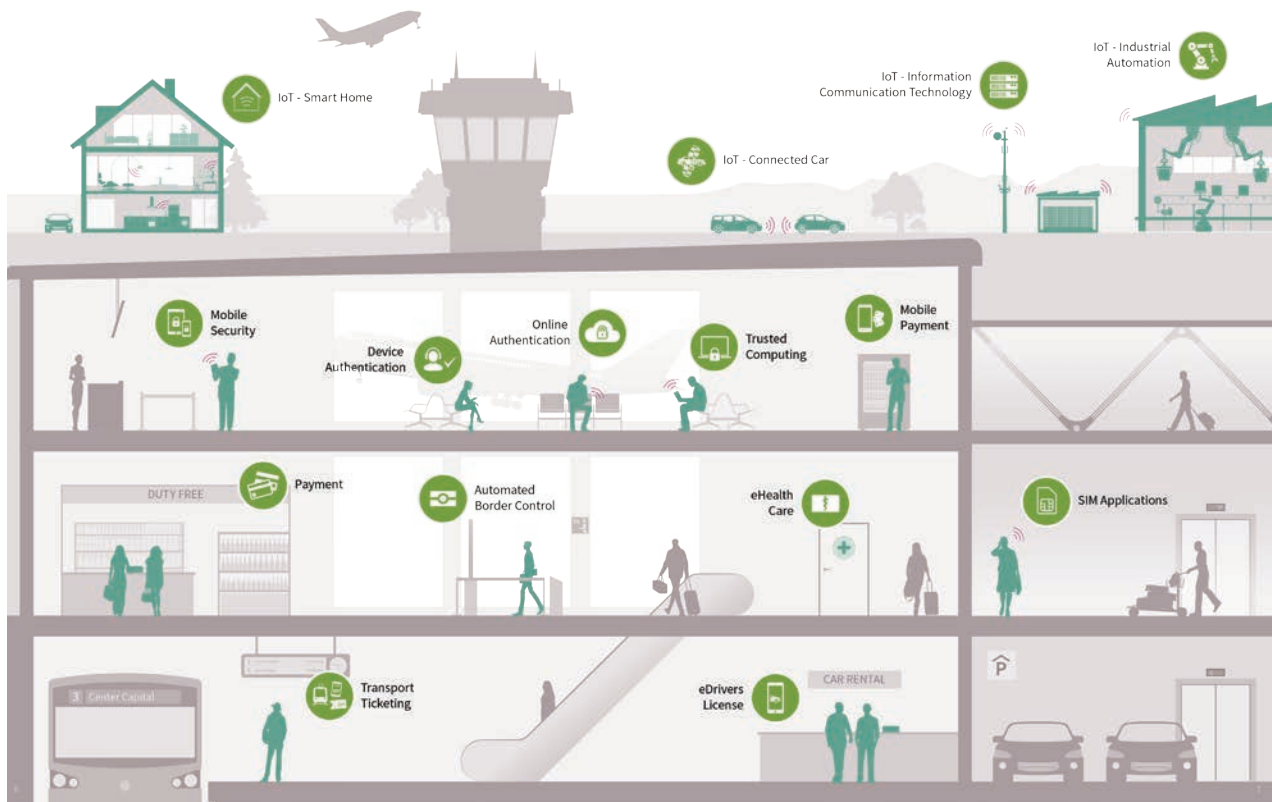 IoT - Smart Home
IoT - Connected Car
IoT - Information
Communication Technology
IoT - Industrial
Automation
Mobile
Security
Device
Authentication
Online
Authentication
Trusted
Computing
Mobile
Payment
DUTY FREE
Payment
Automated
Border Control
eHealth
Care
SIM Applications
3 Center Capital
Transport
Ticketing
eDrivers
License
CAR RENTAL
P